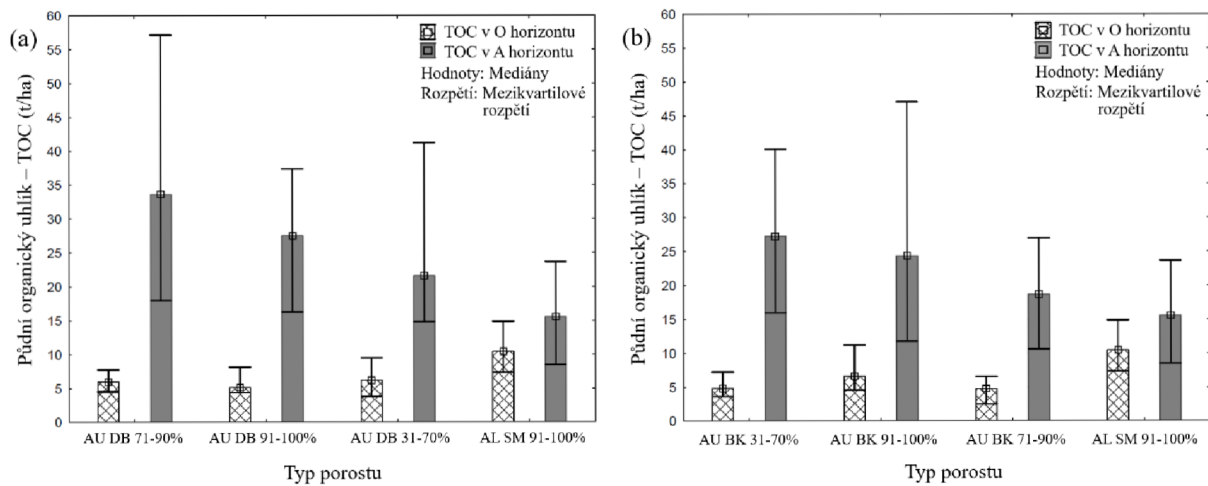 (a)
Půdní organický uhlík – TOC (t/ha)
60
55
50
45
40
35
30
25
20
15
10
5
0
TOC v O horizontu
TOC v A horizontu
Hodnoty: Mediány
Rozpětí: Mezikvartilové
rozpětí
AU DB 71-90% AU DB 91-100% AU DB 31-70% AL SM 91-100%
Typ porostu
(b)
Půdní organický uhlík – TOC (t/ha)
60
55
50
45
40
35
30
25
20
15
10
5
0
TOC v O horizontu
TOC v A horizontu
Hodnoty: Mediány
Rozpětí: Mezikvartilové
rozpětí
AU BK 31-70% AU BK 91-100% AU BK 71-90% AL SM 91-100%
Typ porostu